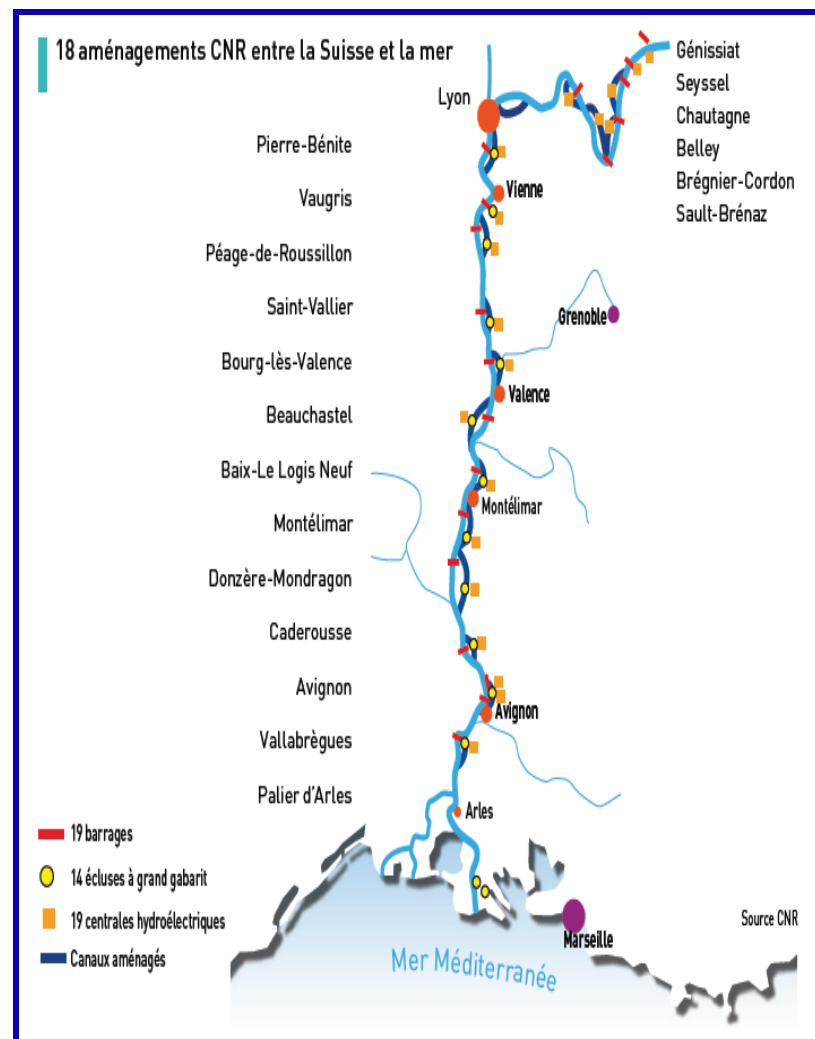 18 aménagements CNR entre la Suisse et la mer
Génissiat
Seyssel
Chautagne
Belley
Brégnier-Cordon
Sault-Brénaz
Lyon
Pierre-Bénite
Vienne
Vaugris
Péage-de-Roussillon
Saint-Vallier
Grenoble
Bourg-lès-Valence
Valence
Beauchastel
Baix-Le Logis Neuf
Montélimar
Montélimar
Donzère-Mondragon
Caderousse
Avignon
Avignon
Vallabrègues
Palier d'Arles
Arles
19 barrages
14 écluses à grand gabarit
19 centrales hydroélectriques
Canaux aménagés
Marseille
Source CNR
Mer Méditerranée